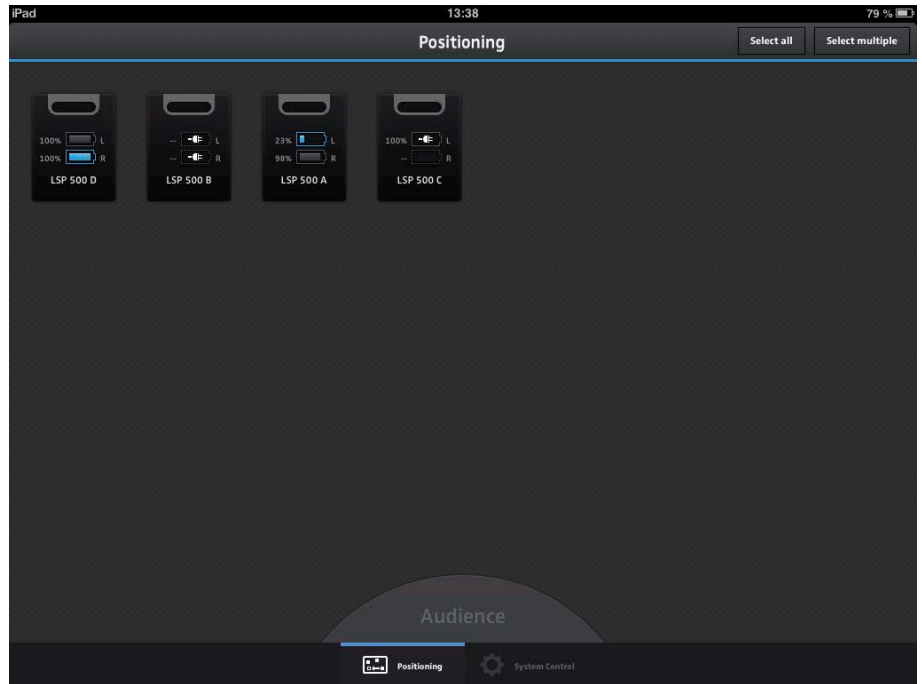 iPad 13:38 79 %
Positioning Select all Select multiple
100% L -- L 23% L 100% L
100% R -- R 98% R -- R
LSP 500 D LSP 500 B LSP 500 A LSP 500 C
Audience
Positioning System Control